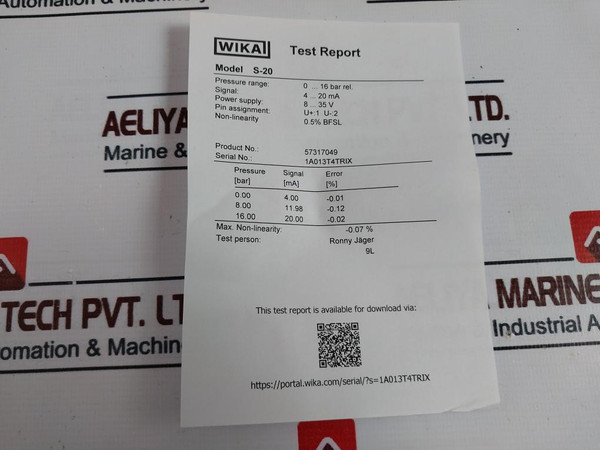 Automation & Machinery
WIKA
Test Report
Model S-20
Pressure range: 0 ... 16 bar rel.
Signal: 4 ... 20 mA
Power supply: 8 ... 35 V
Pin assignment: U+:1 U-:2
Non-linearity 0.5% BFSL
Product No.: 57317049
Serial No.: 1A013T4TRIX
Pressure Signal Error
[bar] [mA] [%]
0.00 4.00 -0.01
8.00 11.98 -0.12
16.00 20.00 -0.02
Max. Non-linearity: -0.07 %
Test person: Ronny Jäger
9L
This test report is available for download via:
https://portal.wika.com/serial/?s=1A013T4TRIX
AELIYA
LTD.
Marine &
nery
TECH PVT. LT
MARINE
omation & Machin
Industrial A